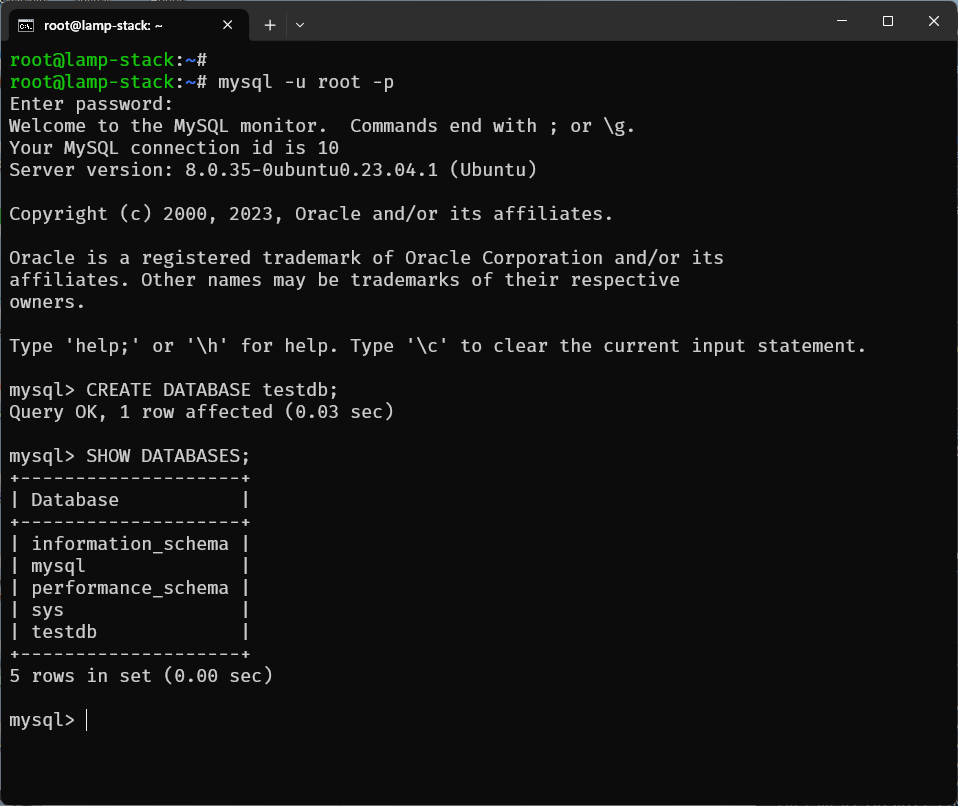 root@lamp-stack: ~
root@lamp-stack:~#
root@lamp-stack:~# mysql -u root -p
Enter password:
Welcome to the MySQL monitor.  Commands end with ; or \g.
Your MySQL connection id is 10
Server version: 8.0.35-0ubuntu0.23.04.1 (Ubuntu)

Copyright (c) 2000, 2023, Oracle and/or its affiliates.

Oracle is a registered trademark of Oracle Corporation and/or its
affiliates. Other names may be trademarks of their respective
owners.

Type 'help;' or '\h' for help. Type '\c' to clear the current input statement.

mysql> CREATE DATABASE testdb;
Query OK, 1 row affected (0.03 sec)

mysql> SHOW DATABASES;
+--------------------+
| Database           |
+--------------------+
| information_schema |
| mysql              |
| performance_schema |
| sys                |
| testdb             |
+--------------------+
5 rows in set (0.00 sec)

mysql>